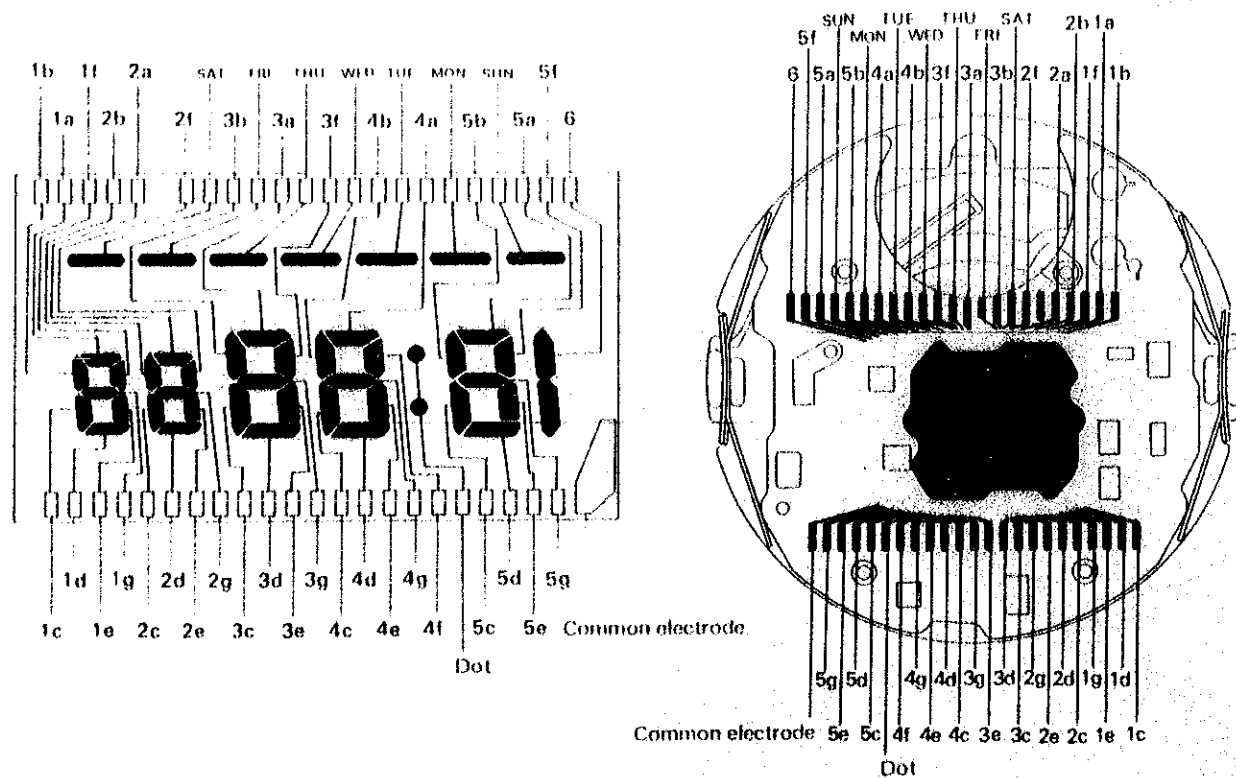 1b 1f 2a SAT FRI THU WED TUE MON SUN 5f
1a 2b 2f 3b 3a 3f 4b 4a 5b 5a 6
1d 1g 2d 2g 3d 3g 4d 4g 5d 5g
1c 1e 2c 2e 3c 3e 4c 4e 4f 5c 5e Common electrode
Dot
SUN TUE THU SAT 2b 1a
5f MON WED FRI
6 5a 5b 4a 4b 3f 3a 3b 2f 2a 1f 1b
5g 5d 4g 4d 3g 3d 2g 2d 1g 1d
Common electrode 5e 5c 4f 4e 4c 3e 3c 2e 2c 1e 1c
Dot